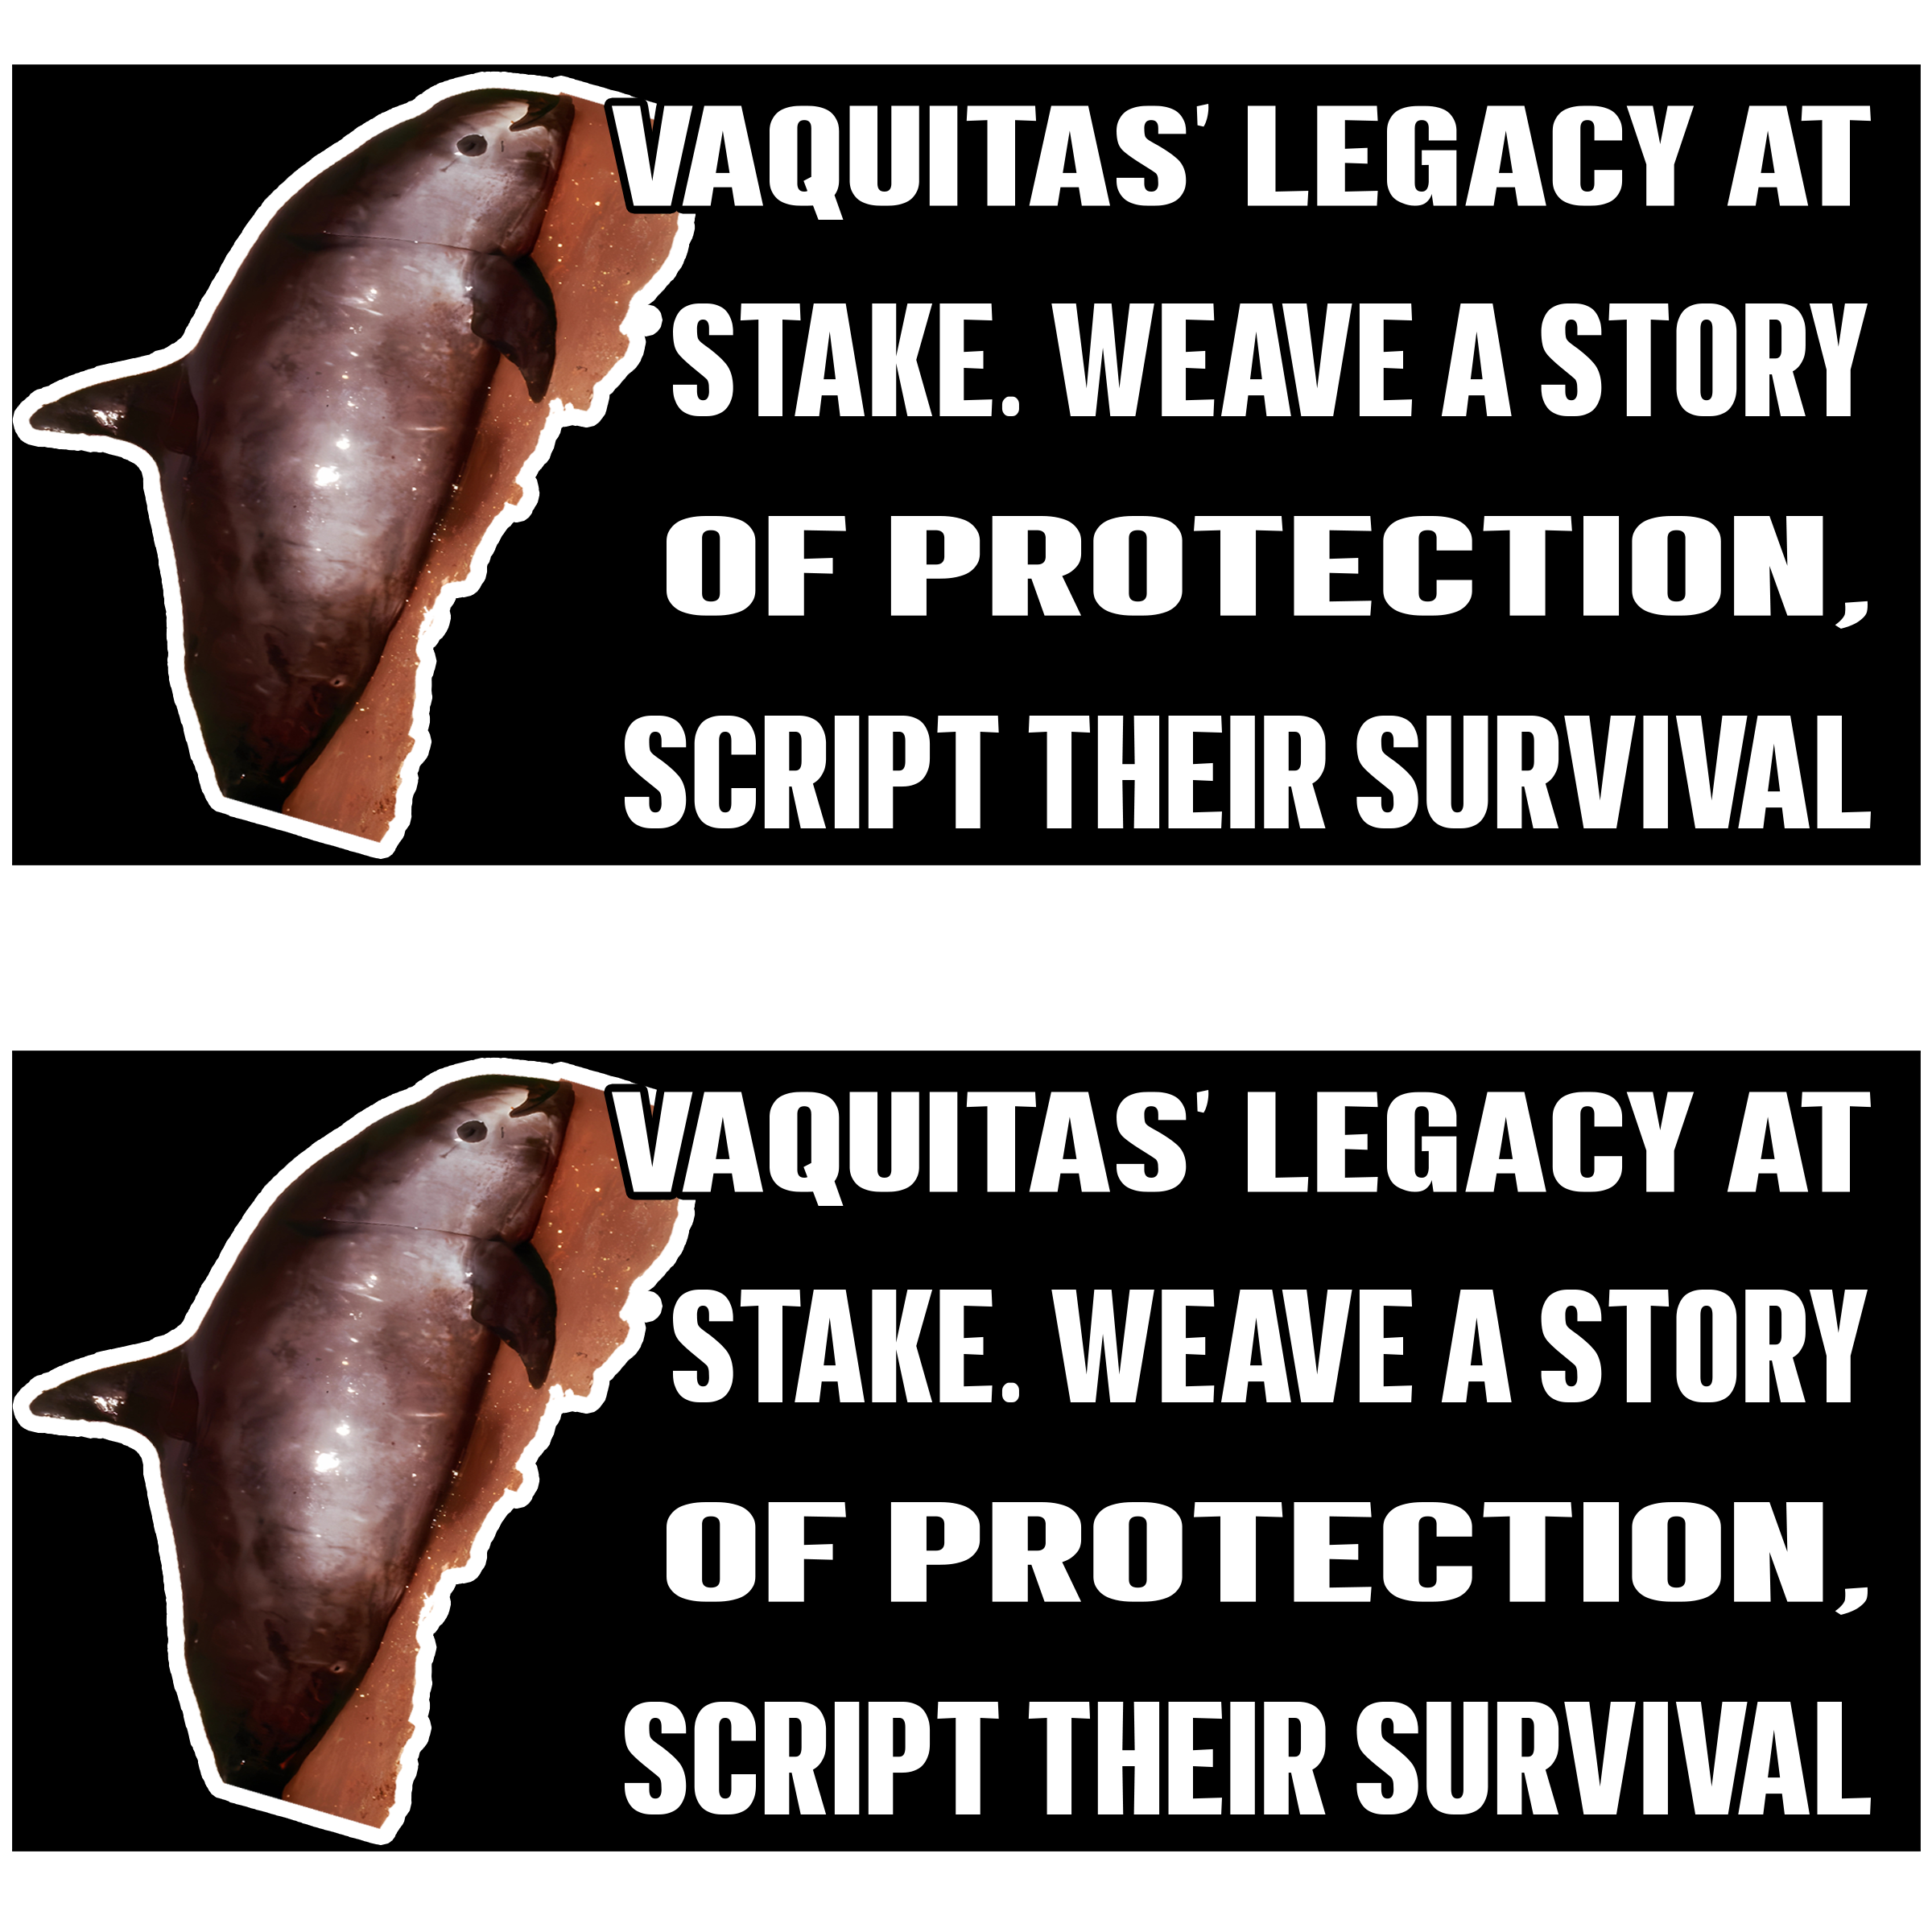 VAQUITAS' LEGACY AT
STAKE. WEAVE A STORY
OF PROTECTION,
SCRIPT THEIR SURVIVAL
VAQUITAS' LEGACY AT
STAKE. WEAVE A STORY
OF PROTECTION,
SCRIPT THEIR SURVIVAL